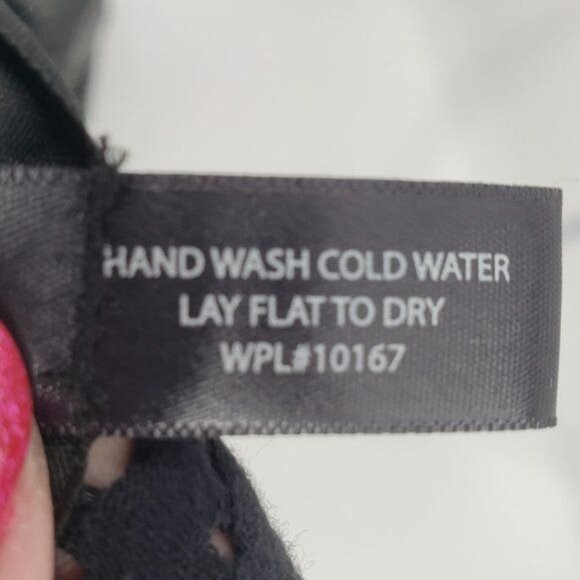 HAND WASH COLD WATER
LAY FLAT TO DRY
WPL#10167